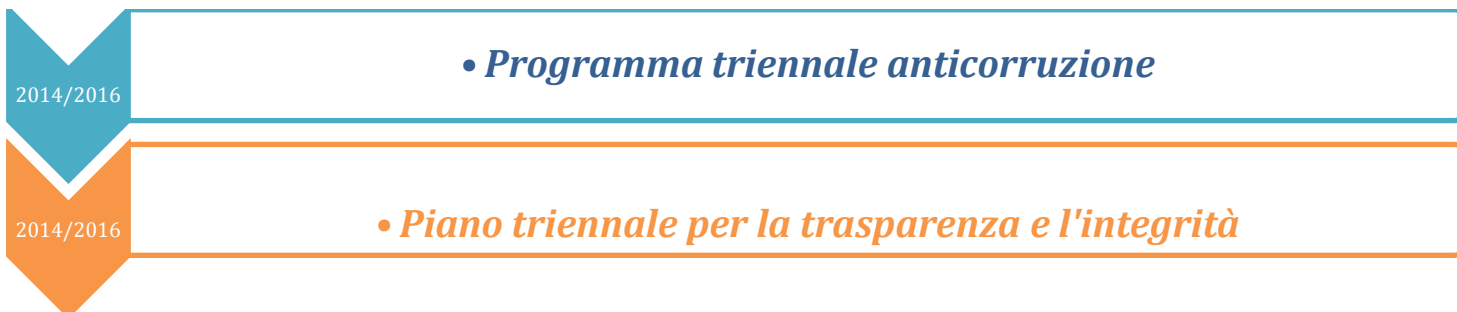 2014/2016
• Programma triennale anticorruzione
2014/2016
• Piano triennale per la trasparenza e l'integrità